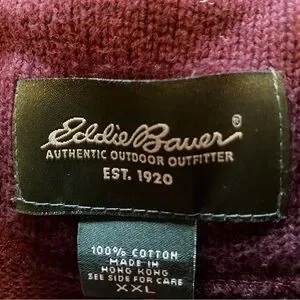 Eddie Bauer®
AUTHENTIC OUTDOOR OUTFITTER
EST. 1920
100% COTTON
MADE IN
HONG KONG
SEE SIDE FOR CARE
XXL